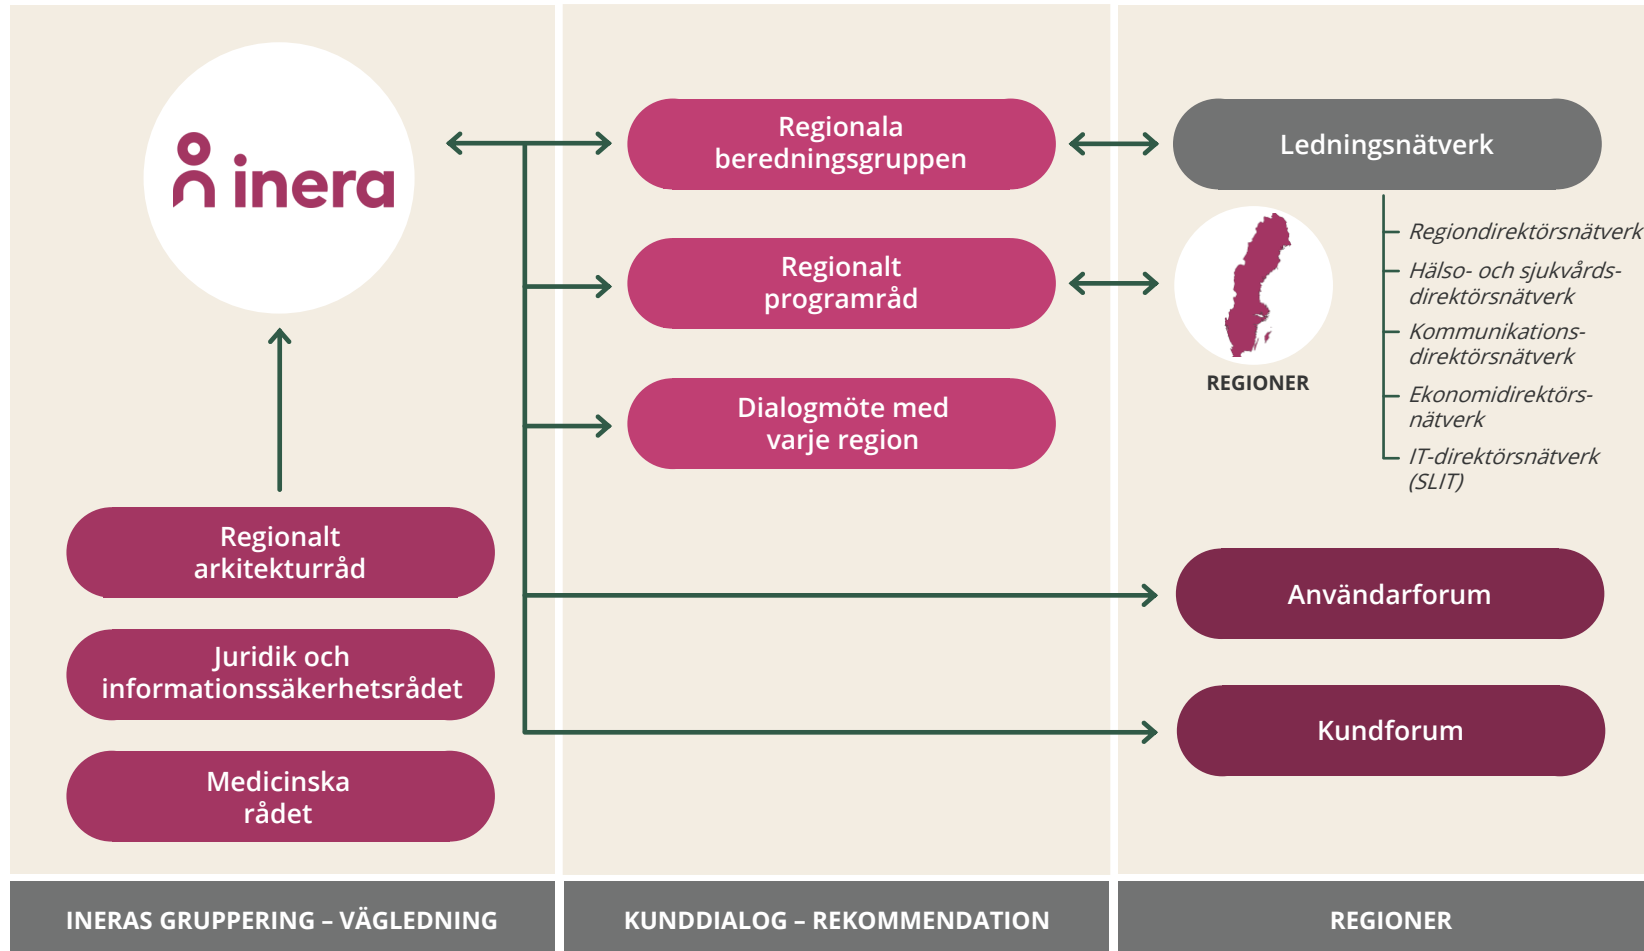 inera
Regionalt
arkitekturråd
Juridik och
informationssäkerhetsrådet
Medicinska
rådet
INERAS GRUPPERING – VÄGLEDNING
Regionala
beredningsgruppen
Regionalt
programråd
Dialogmöte med
varje region
KUNDDIALOG – REKOMMENDATION
Ledningsnätverk
REGIONER
Regiondirektörsnätverk
Hälso- och sjukvårds-
direktörsnätverk
Kommunikations-
direktörsnätverk
Ekonomidirektörs-
nätverk
IT-direktörsnätverk
(SLIT)
Användarforum
Kundforum
REGIONER